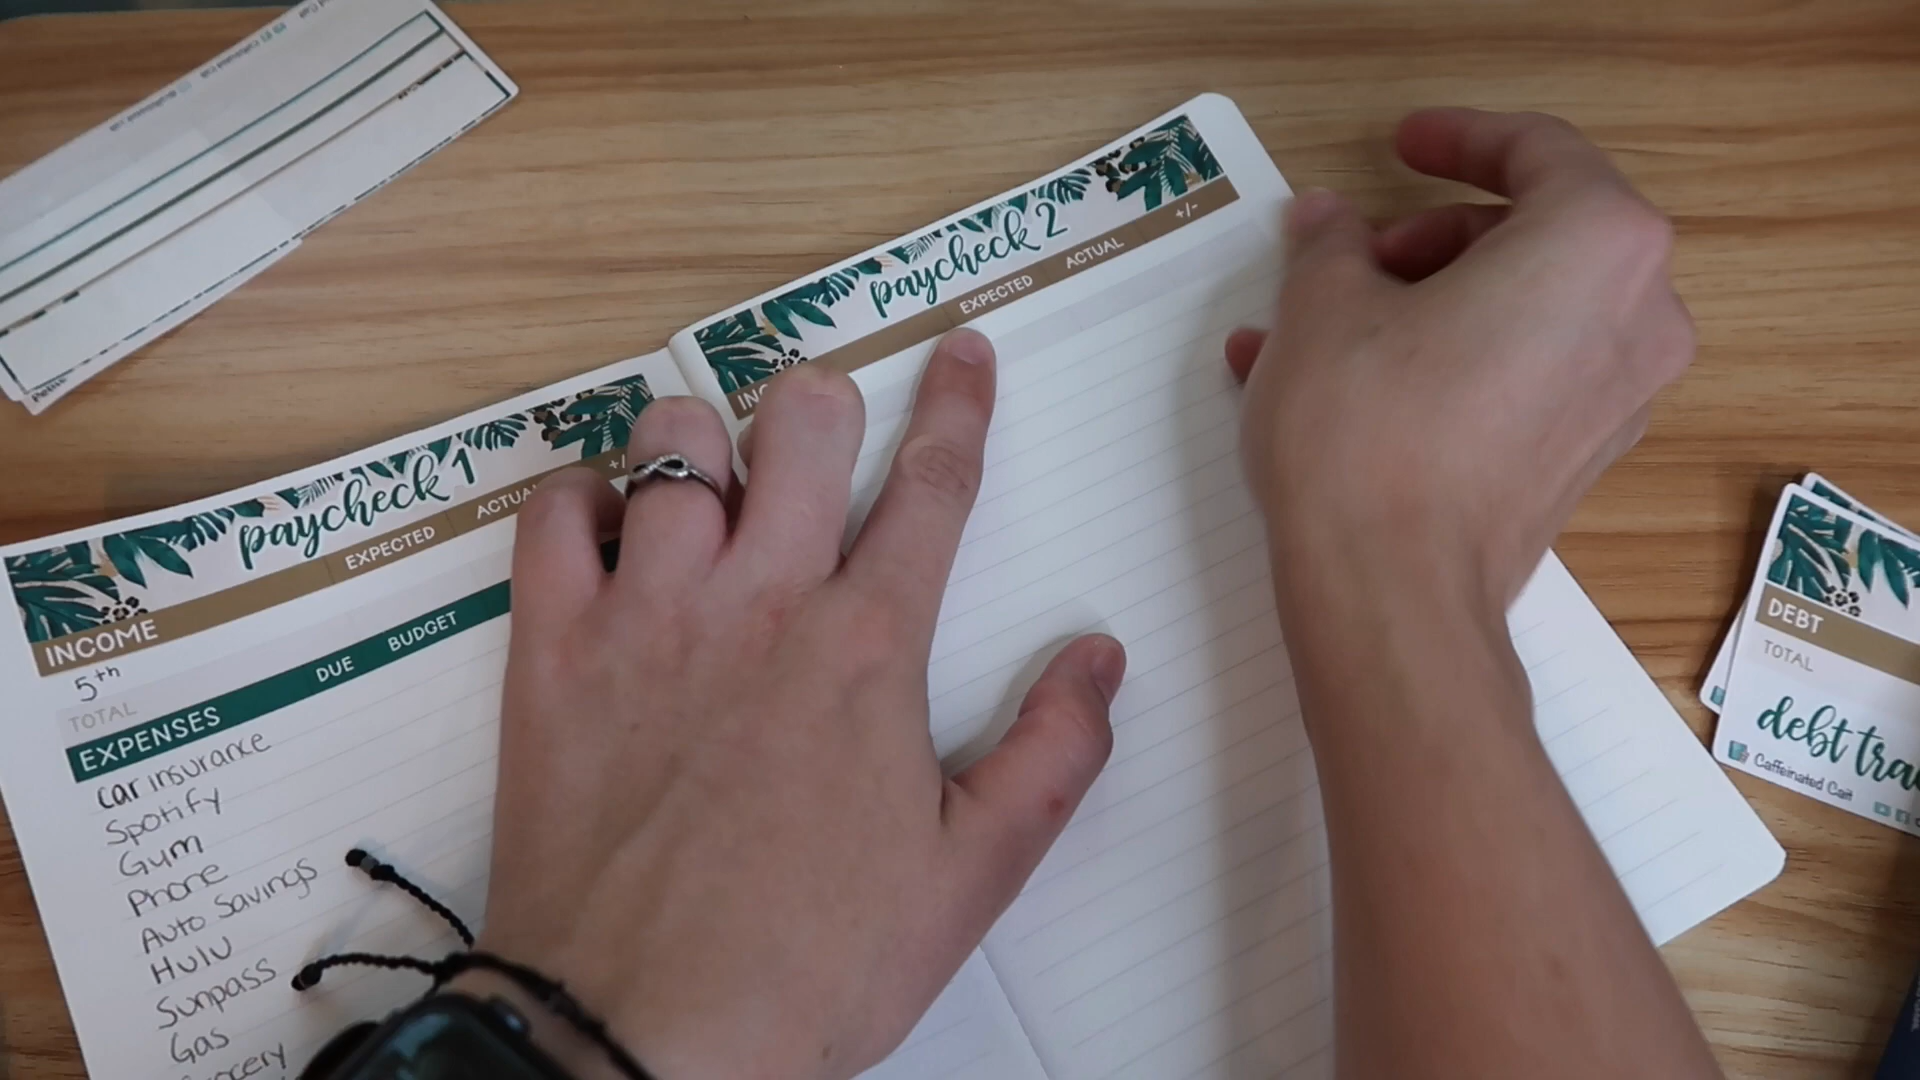 paycheck 1
INCOME EXPECTED ACTUAL +/
5th
TOTAL
EXPENSES DUE BUDGET
Car insurance
Spotify
Gym
Phone
Auto Savings
Hulu
Sunpass
Gas
paycheck 2
EXPECTED ACTUAL +/-
DEBT
TOTAL
debt
Caffeinated Cait